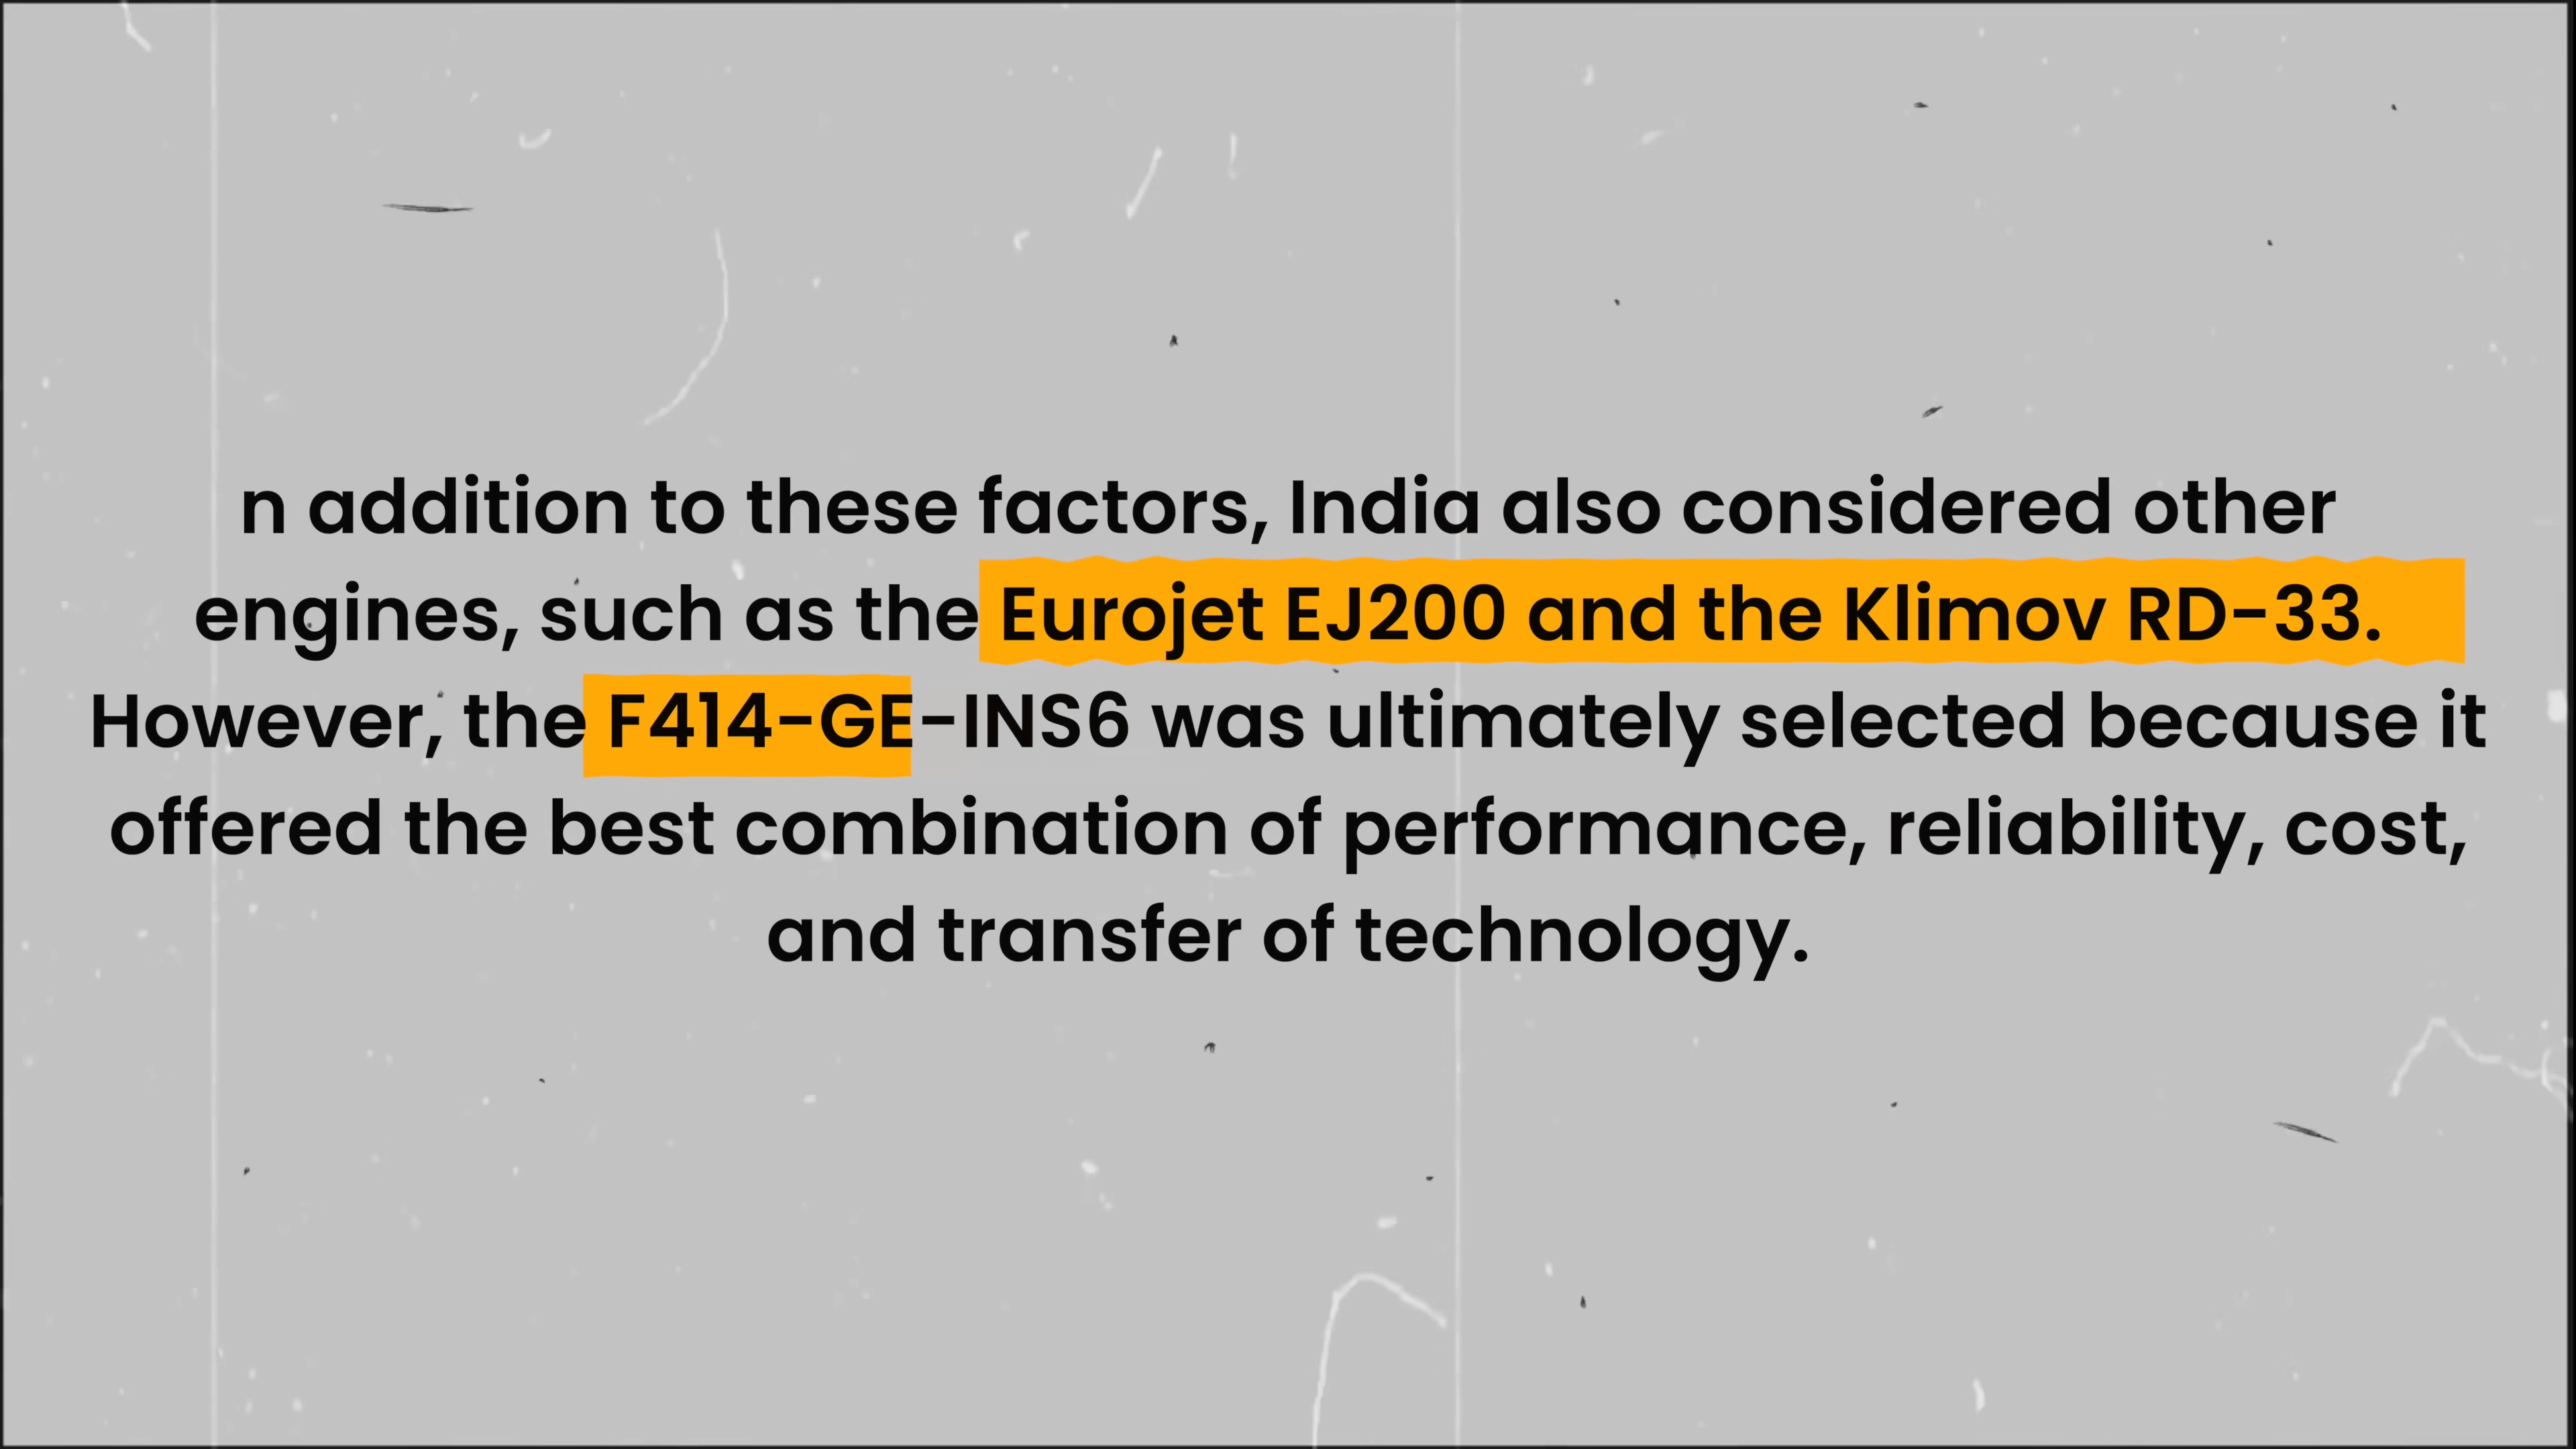 n addition to these factors, India also considered other
engines, such as the Eurojet EJ200 and the Klimov RD-33.
However, the F414-GE-INS6 was ultimately selected because it
offered the best combination of performance, reliability, cost,
and transfer of technology.